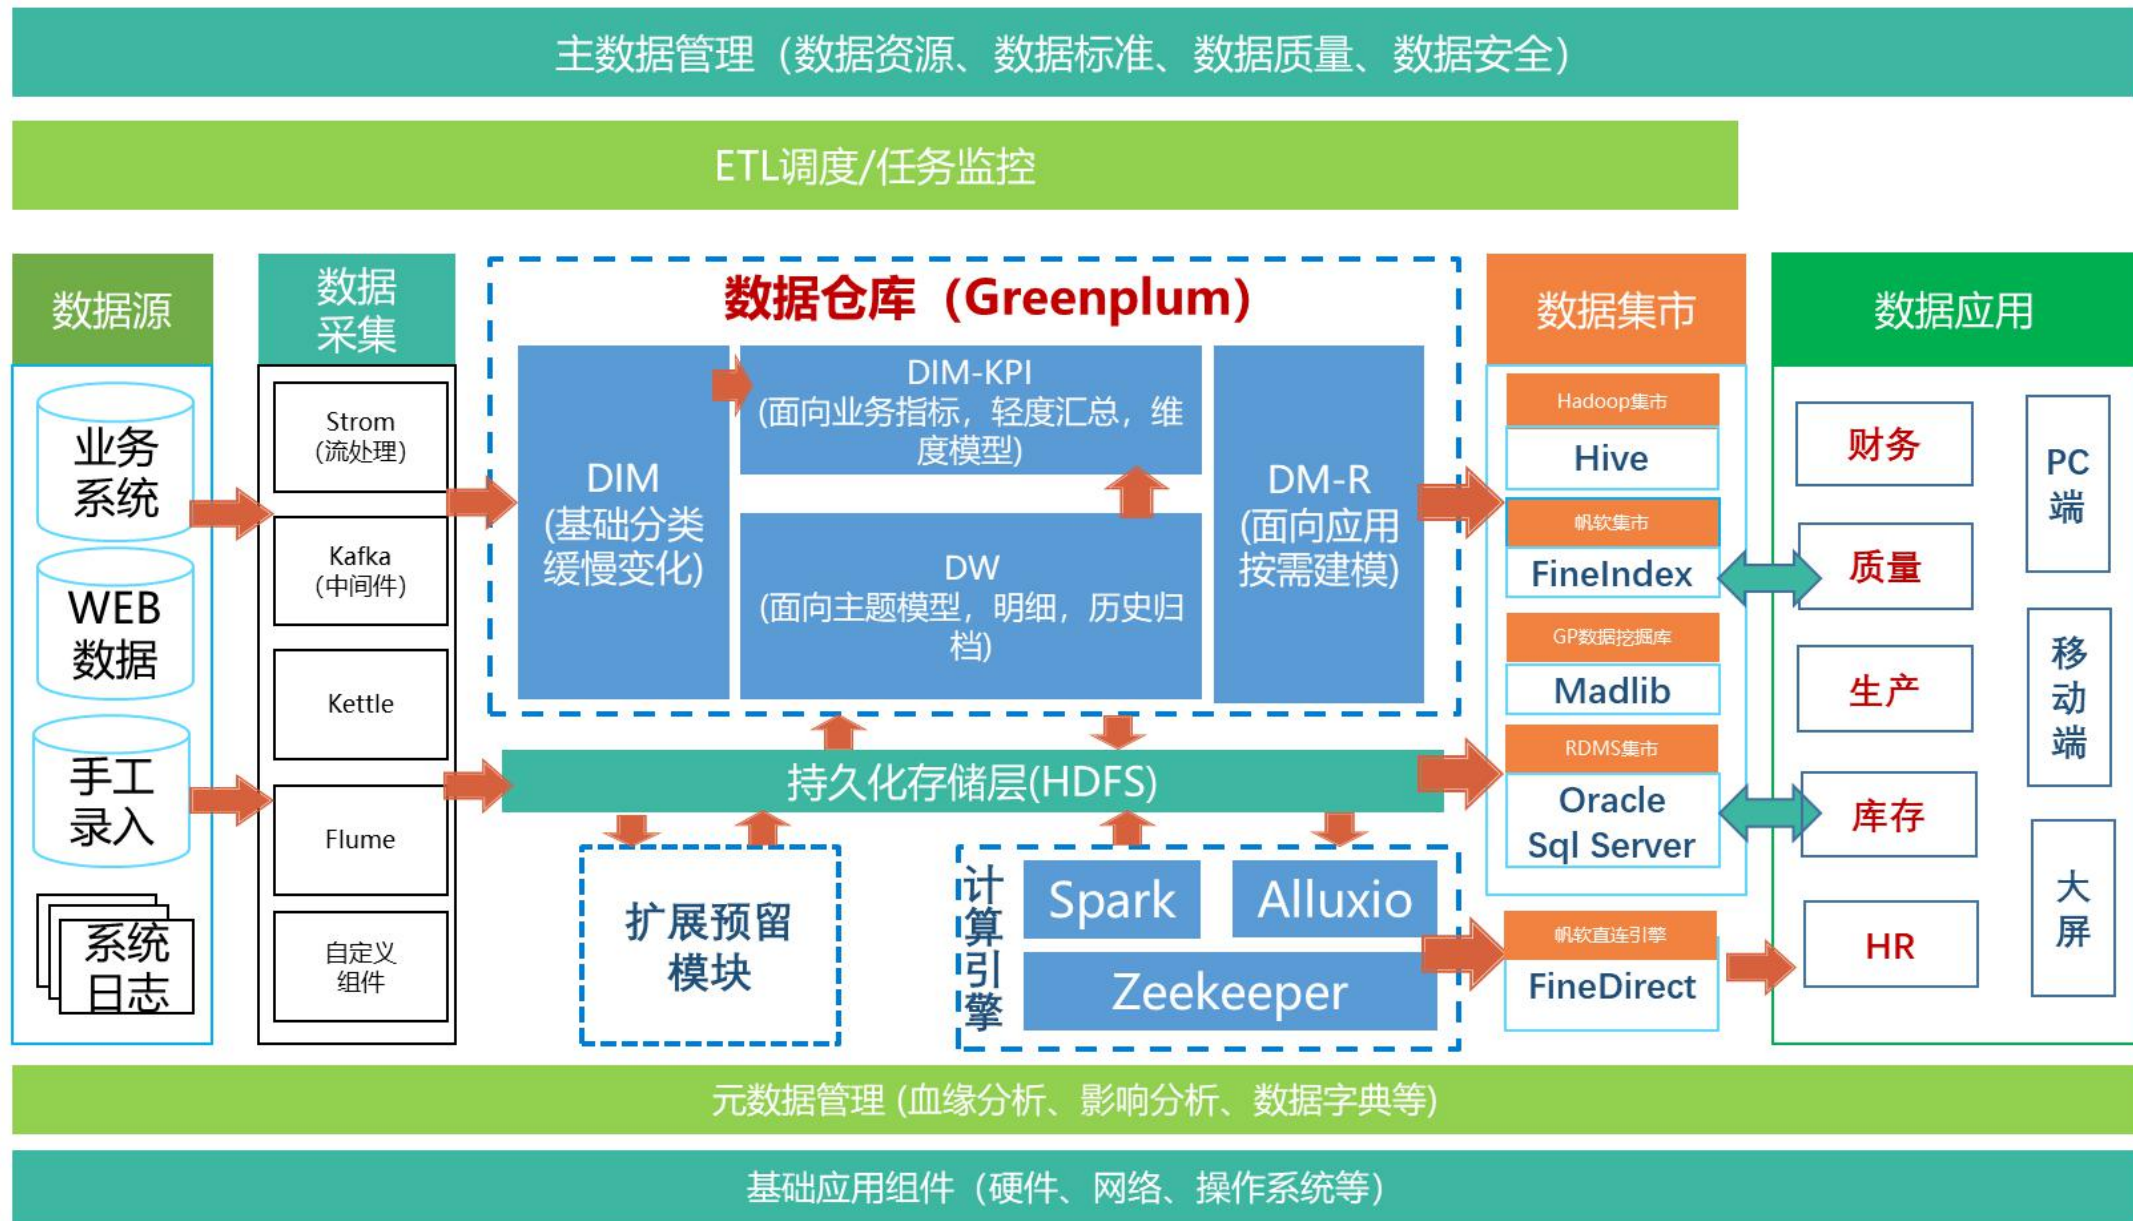 主数据管理（数据资源、数据标准、数据质量、数据安全）
ETL调度/任务监控
数据源
业务
系统
WEB
数据
手工
录入
系统
日志
数据
采集
Strom
(流处理)
Kafka
(中间件)
Kettle
Flume
自定义
组件
数据仓库（Greenplum）
DIM
(基础分类
缓慢变化)
DIM-KPI
(面向业务指标，轻度汇总，维
度模型)
DW
(面向主题模型，明细，历史归
档)
DM-R
(面向应用
按需建模)
持久化存储层(HDFS)
扩展预留
模块
计
算
引
擎
Spark
Alluxio
Zeekeeper
数据集市
Hadoop集市
Hive
帆软集市
FineIndex
GP数据挖掘库
Madlib
RDMS集市
Oracle
Sql Server
帆软直连引擎
FineDirect
数据应用
财务
质量
生产
库存
HR
PC
端
移
动
端
大
屏
元数据管理 (血缘分析、影响分析、数据字典等)
基础应用组件（硬件、网络、操作系统等）